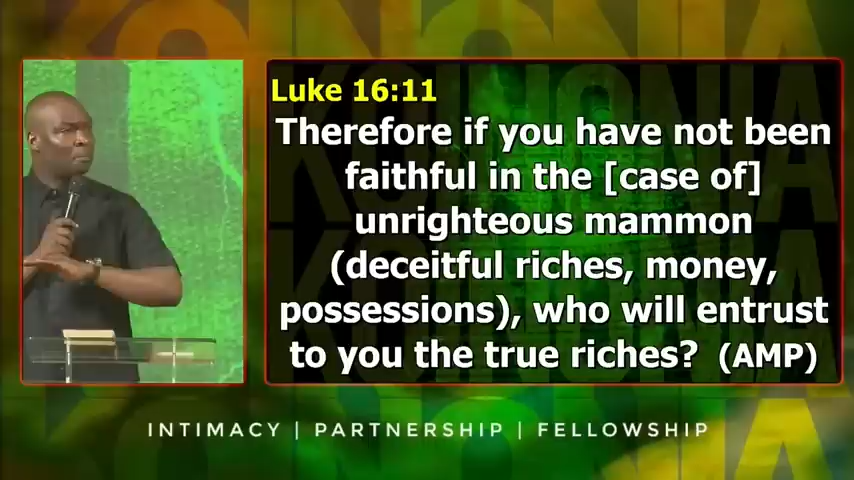 KOINONIA
Luke 16:11
Therefore if you have not been
faithful in the [case of]
unrighteous mammon
(deceitful riches, money,
possessions), who will entrust
to you the true riches? (AMP)
INTIMACY | PARTNERSHIP | FELLOWSHIP